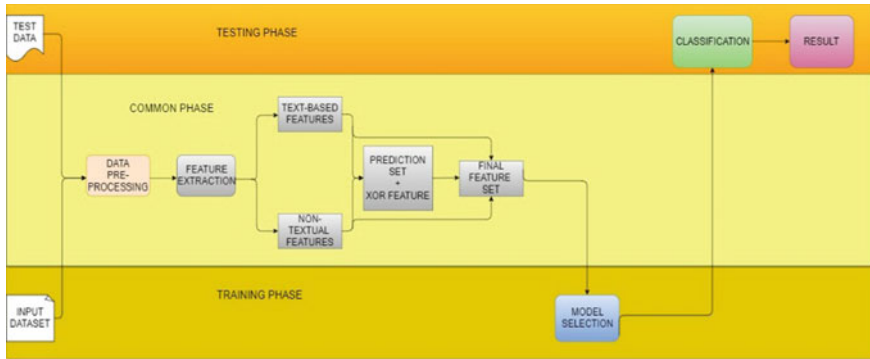 TEST
DATA
TESTING PHASE
CLASSIFICATION
RESULT
COMMON PHASE
TEXT-BASED
FEATURES
DATA
PRE-
PROCESSING
FEATURE
EXTRACTION
PREDICTION
SET
+
XOR FEATURE
FINAL
FEATURE
SET
NON-
TEXTUAL
FEATURES
TRAINING PHASE
INPUT
DATASET
MODEL
SELECTION